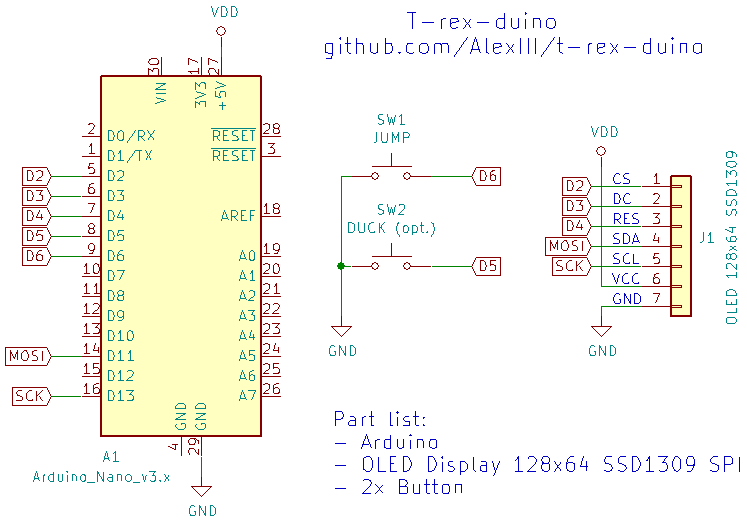 T-rex-duino
github.com/AlexIII/t-rex-duino
VDD
30
17
27
VIN
3V3
+5V
2 D0/RX
RESET 28
1 D1/TX
RESET 3
D2 5 D2
D3 6 D3
D4 7 D4
AREF 18
D5 8 D5
D6 9 D6
A0 19
10 D7
A1 20
11 D8
A2 21
12 D9
A3 22
13 D10
A4 23
MOSI 14 D11
A5 24
15 D12
A6 25
SCK 16 D13
A7 26
GND
GND
4
29
A1
Arduino_Nano_v3.x
GND
SW1
JUMP
D6
SW2
DUCK (opt.)
D5
GND
VDD
D2 CS 1
D3 DC 2
D4 RES 3
MOSI SDA 4
SCK SCL 5
VCC 6
GND 7
J1
OLED 128x64 SSD1309
GND
Part list:
- Arduino
- OLED Display 128x64 SSD1309 SPI
- 2x Button